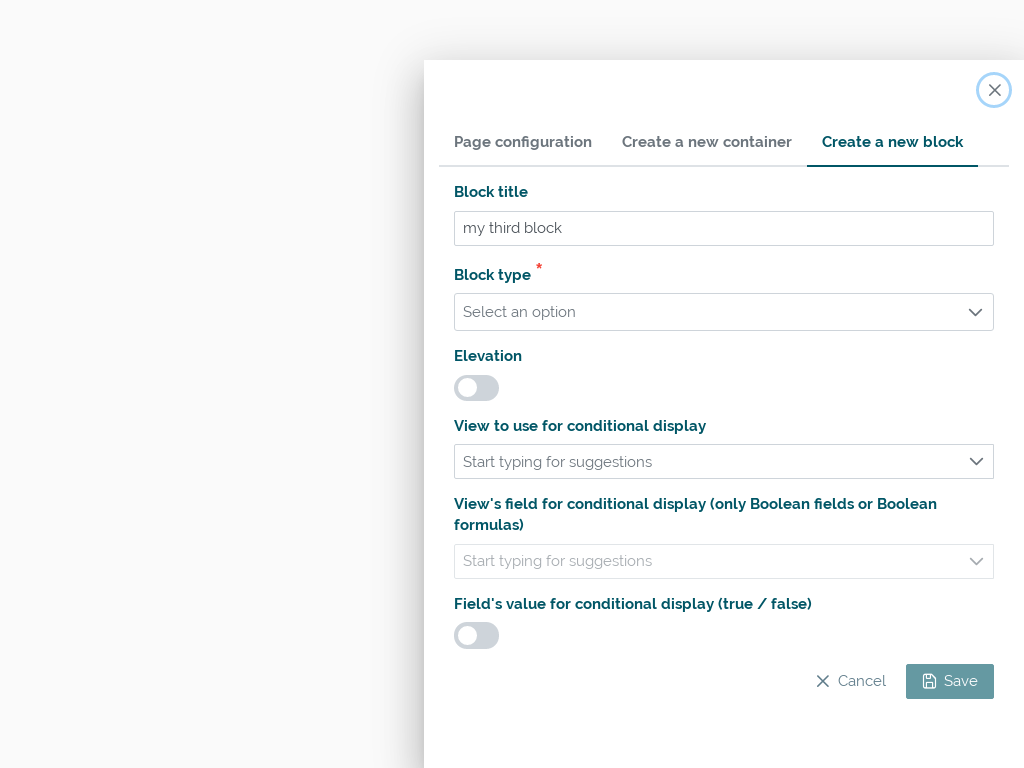 Page configuration
Create a new container
Create a new block
Block title
my third block
Block type *
Select an option
Elevation
View to use for conditional display
Start typing for suggestions
View's field for conditional display (only Boolean fields or Boolean
formulas)
Start typing for suggestions
Field's value for conditional display (true / false)
Cancel
Save